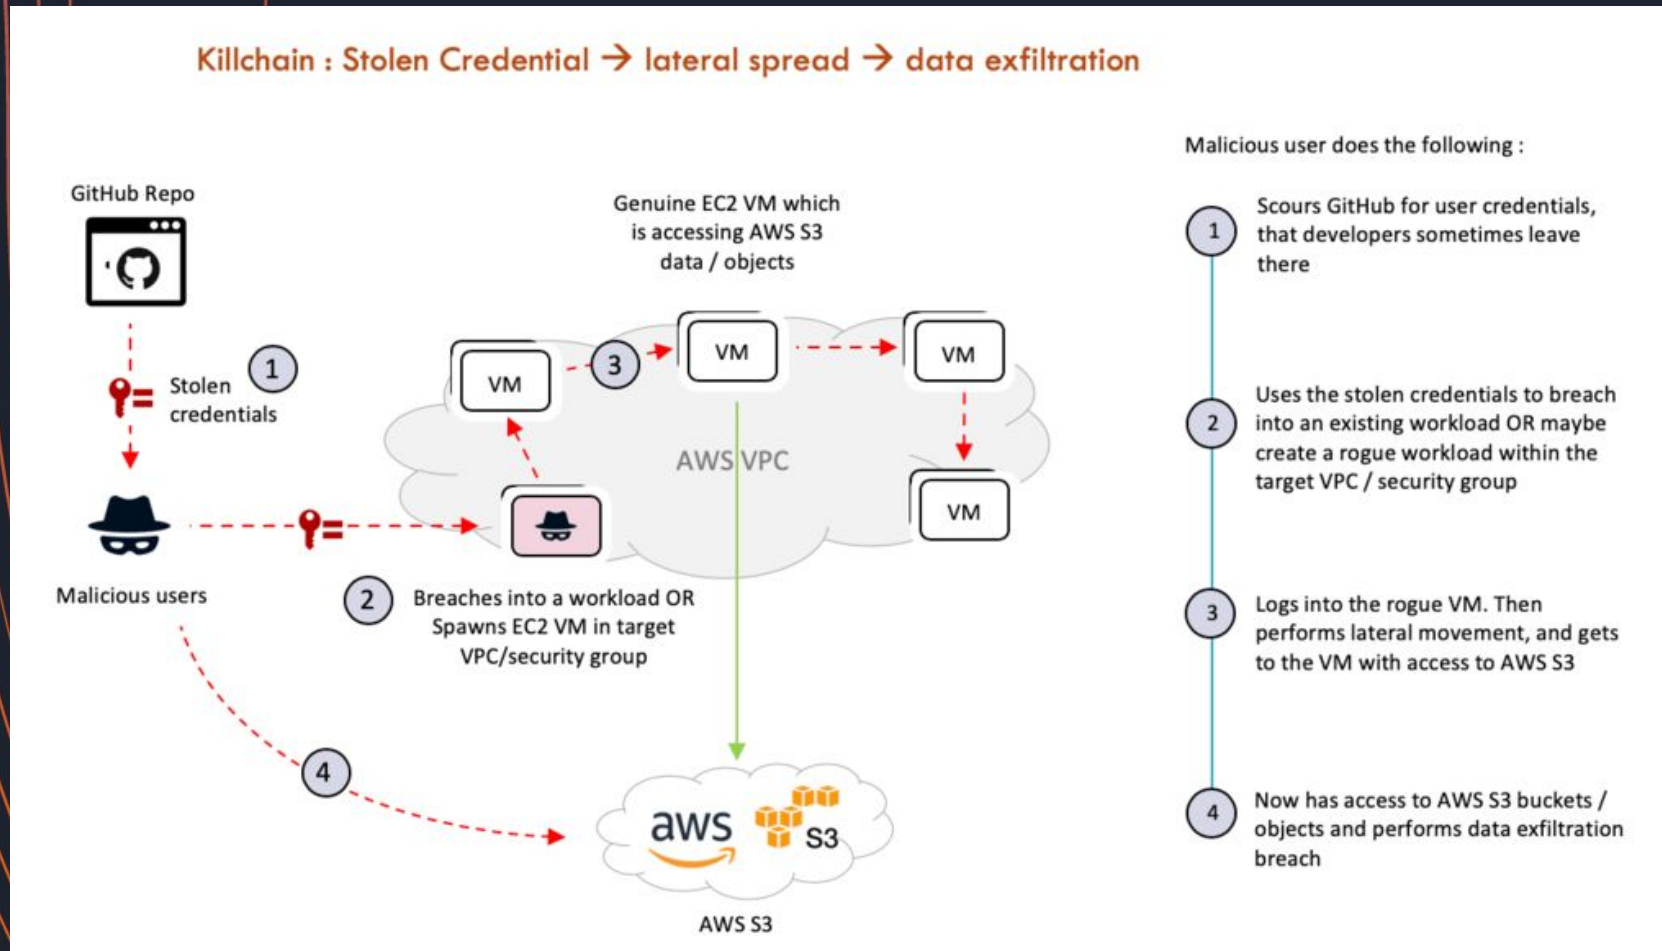 Killchain : Stolen Credential → lateral spread → data exfiltration
GitHub Repo
1
Stolen
credentials
Malicious users
2
Breaches into a workload OR
Spawns EC2 VM in target
VPC/security group
Genuine EC2 VM which
is accessing AWS S3
data / objects
VM
3
VM
VM
VM
AWS VPC
4
aws
S3
AWS S3
Malicious user does the following :
1
Scours GitHub for user credentials,
that developers sometimes leave
there
2
Uses the stolen credentials to breach
into an existing workload OR maybe
create a rogue workload within the
target VPC / security group
3
Logs into the rogue VM. Then
performs lateral movement, and gets
to the VM with access to AWS S3
4
Now has access to AWS S3 buckets /
objects and performs data exfiltration
breach